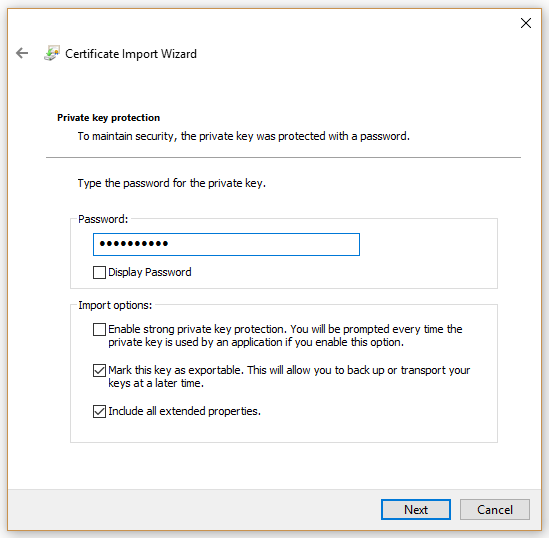 Certificate Import Wizard
Private key protection
To maintain security, the private key was protected with a password.
Type the password for the private key.
Password:
••••••••••
Display Password
Import options:
Enable strong private key protection. You will be prompted every time the
private key is used by an application if you enable this option.
Mark this key as exportable. This will allow you to back up or transport your
keys at a later time.
Include all extended properties.
Next
Cancel